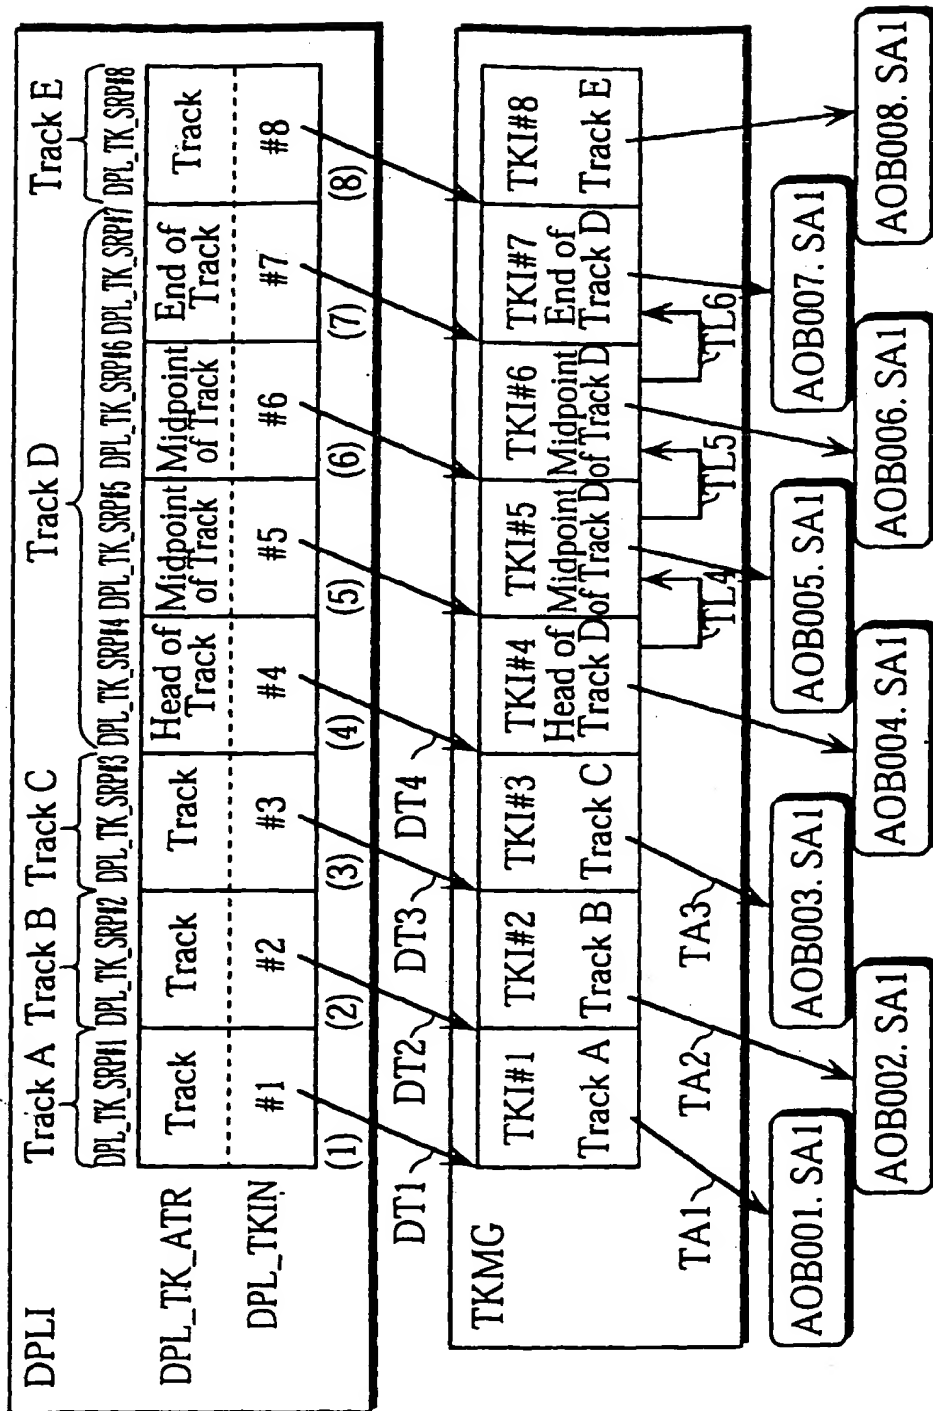 DPLI
Track A
Track B
Track C
Track D
Track E
DPL_TK_SRP#1
DPL_TK_SRP#2
DPL_TK_SRP#3
DPL_TK_SRP#4
DPL_TK_SRP#5
DPL_TK_SRP#6
DPL_TK_SRP#7
DPL_TK_SRP#8
DPL_TK_ATR
Track
Track
Track
Head of
Track
Midpoint
of Track
Midpoint
of Track
End of
Track
Track
DPL_TKIN
#1
#2
#3
#4
#5
#6
#7
#8
(1)
(2)
(3)
(4)
(5)
(6)
(7)
(8)
DT1
DT2
DT3
DT4
TKMG
TKI#1
Track A
TKI#2
Track B
TKI#3
Track C
TKI#4
Head of
Track D
TKI#5
Midpoint
of Track D
TKI#6
Midpoint
of Track D
TKI#7
End of
Track D
TKI#8
Track E
TL4
TL5
TL6
TA1
TA2
TA3
AOB001. SA1
AOB002. SA1
AOB003. SA1
AOB004. SA1
AOB005. SA1
AOB006. SA1
AOB007. SA1
AOB008. SA1